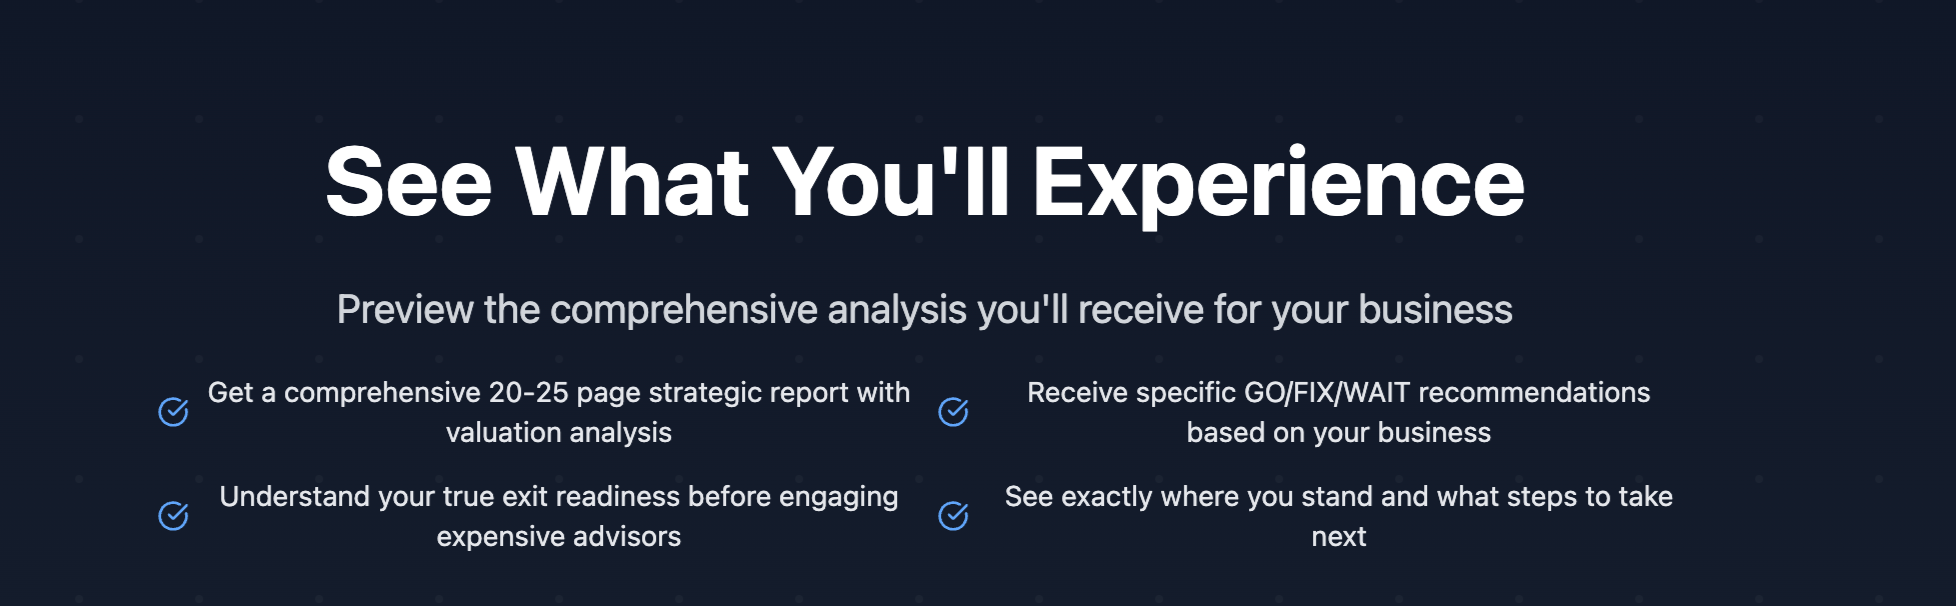 See What You'll Experience
Preview the comprehensive analysis you'll receive for your business
Get a comprehensive 20-25 page strategic report with
valuation analysis
Receive specific GO/FIX/WAIT recommendations
based on your business
Understand your true exit readiness before engaging
expensive advisors
See exactly where you stand and what steps to take
next